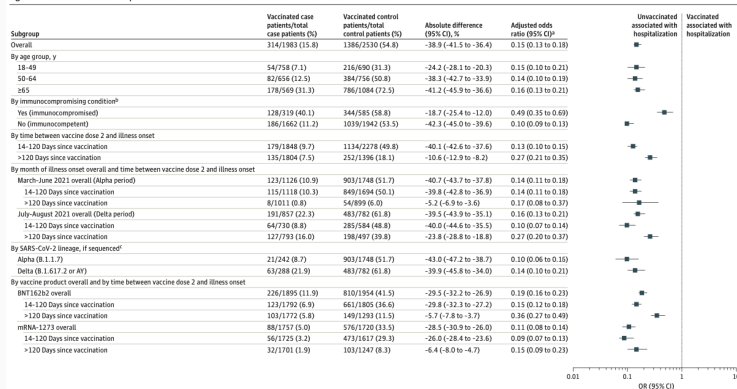 Subgroup Vaccinated case patients/total case patients (%) Vaccinated control patients/total control patients (%) Absolute difference (95% CI), % Adjusted odds ratio (95% CI)a Unvaccinated associated with hospitalization Vaccinated associated with hospitalization
Overall 314/1983 (15.8) 1386/2530 (54.8) −38.9 (−41.5 to −36.4) 0.15 (0.13 to 0.18)
By age group, y
18-49 54/758 (7.1) 216/690 (31.3) −24.2 (−28.1 to −20.3) 0.15 (0.10 to 0.21)
50-64 82/656 (12.5) 384/756 (50.8) −38.3 (−42.7 to −33.9) 0.14 (0.10 to 0.19)
≥65 178/569 (31.3) 786/1084 (72.5) −41.2 (−45.9 to −36.6) 0.16 (0.13 to 0.21)
By immunocompromising conditionb
Yes (immunocompromised) 128/319 (40.1) 344/585 (58.8) −18.7 (−25.4 to −12.0) 0.49 (0.35 to 0.69)
No (immunocompetent) 186/1662 (11.2) 1039/1942 (53.5) −42.3 (−45.0 to −39.6) 0.10 (0.09 to 0.13)
By time between vaccine dose 2 and illness onset
14-120 Days since vaccination 179/1848 (9.7) 1134/2278 (49.8) −40.1 (−42.6 to −37.6) 0.13 (0.10 to 0.15)
>120 Days since vaccination 135/1804 (7.5) 252/1396 (18.1) −10.6 (−12.9 to −8.2) 0.27 (0.21 to 0.35)
By month of illness onset overall and time between vaccine dose 2 and illness onset
March-June 2021 overall (Alpha period) 123/1126 (10.9) 903/1748 (51.7) −40.7 (−43.7 to −37.8) 0.14 (0.11 to 0.18)
14-120 Days since vaccination 115/1118 (10.3) 849/1694 (50.1) −39.8 (−42.8 to −36.9) 0.14 (0.11 to 0.18)
>120 Days since vaccination 8/1011 (0.8) 54/899 (6.0) −5.2 (−6.9 to −3.6) 0.17 (0.08 to 0.37)
July-August 2021 overall (Delta period) 191/857 (22.3) 483/782 (61.8) −39.5 (−43.9 to −35.1) 0.16 (0.13 to 0.21)
14-120 Days since vaccination 64/730 (8.8) 285/584 (48.8) −40.0 (−44.6 to −35.5) 0.10 (0.07 to 0.14)
>120 Days since vaccination 127/793 (16.0) 198/497 (39.8) −23.8 (−28.8 to −18.8) 0.27 (0.20 to 0.37)
By SARS-CoV-2 lineage, if sequencedc
Alpha (B.1.1.7) 21/242 (8.7) 903/1748 (51.7) −43.0 (−47.2 to −38.7) 0.10 (0.06 to 0.16)
Delta (B.1.617.2 or AY) 63/288 (21.9) 483/782 (61.8) −39.9 (−45.8 to −34.0) 0.14 (0.10 to 0.21)
By vaccine product overall and by time between vaccine dose 2 and illness onset
BNT162b2 overall 226/1895 (11.9) 810/1954 (41.5) −29.5 (−32.2 to −26.9) 0.19 (0.16 to 0.23)
14-120 Days since vaccination 123/1792 (6.9) 661/1805 (36.6) −29.8 (−32.3 to −27.2) 0.15 (0.12 to 0.18)
>120 Days since vaccination 103/1772 (5.8) 149/1293 (11.5) −5.7 (−7.8 to −3.7) 0.36 (0.27 to 0.49)
mRNA-1273 overall 88/1757 (5.0) 576/1720 (33.5) −28.5 (−30.9 to −26.0) 0.11 (0.08 to 0.14)
14-120 Days since vaccination 56/1725 (3.2) 473/1617 (29.3) −26.0 (−28.4 to −23.6) 0.09 (0.07 to 0.13)
>120 Days since vaccination 32/1701 (1.9) 103/1247 (8.3) −6.4 (−8.0 to −4.7) 0.15 (0.09 to 0.23)
0.01 0.1 1 10
OR (95% CI)